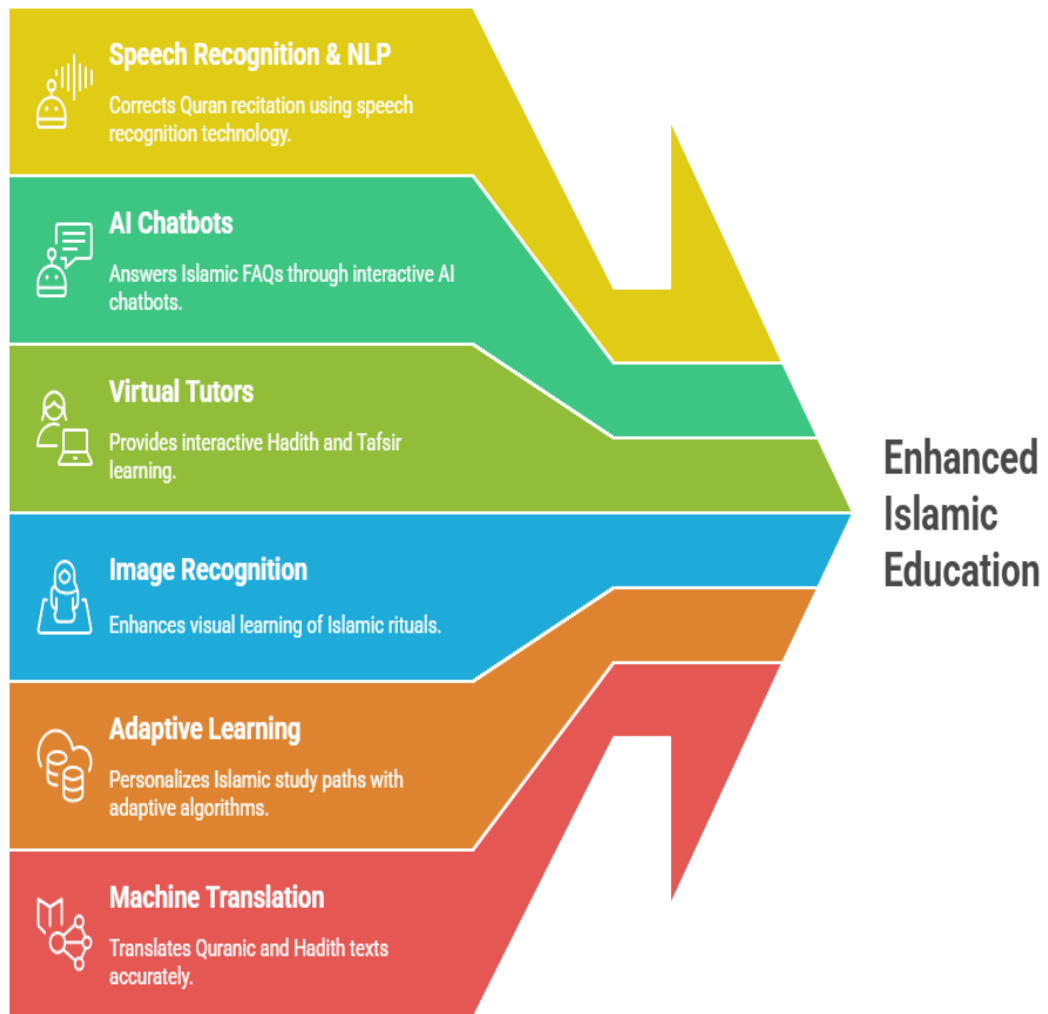 Speech Recognition & NLP
Corrects Quran recitation using speech
recognition technology.
AI Chatbots
Answers Islamic FAQs through interactive AI
chatbots.
Virtual Tutors
Provides interactive Hadith and Tafsir
learning.
Image Recognition
Enhances visual learning of Islamic rituals.
Adaptive Learning
Personalizes Islamic study paths with
adaptive algorithms.
Machine Translation
Translates Quranic and Hadith texts
accurately.
Enhanced
Islamic
Education